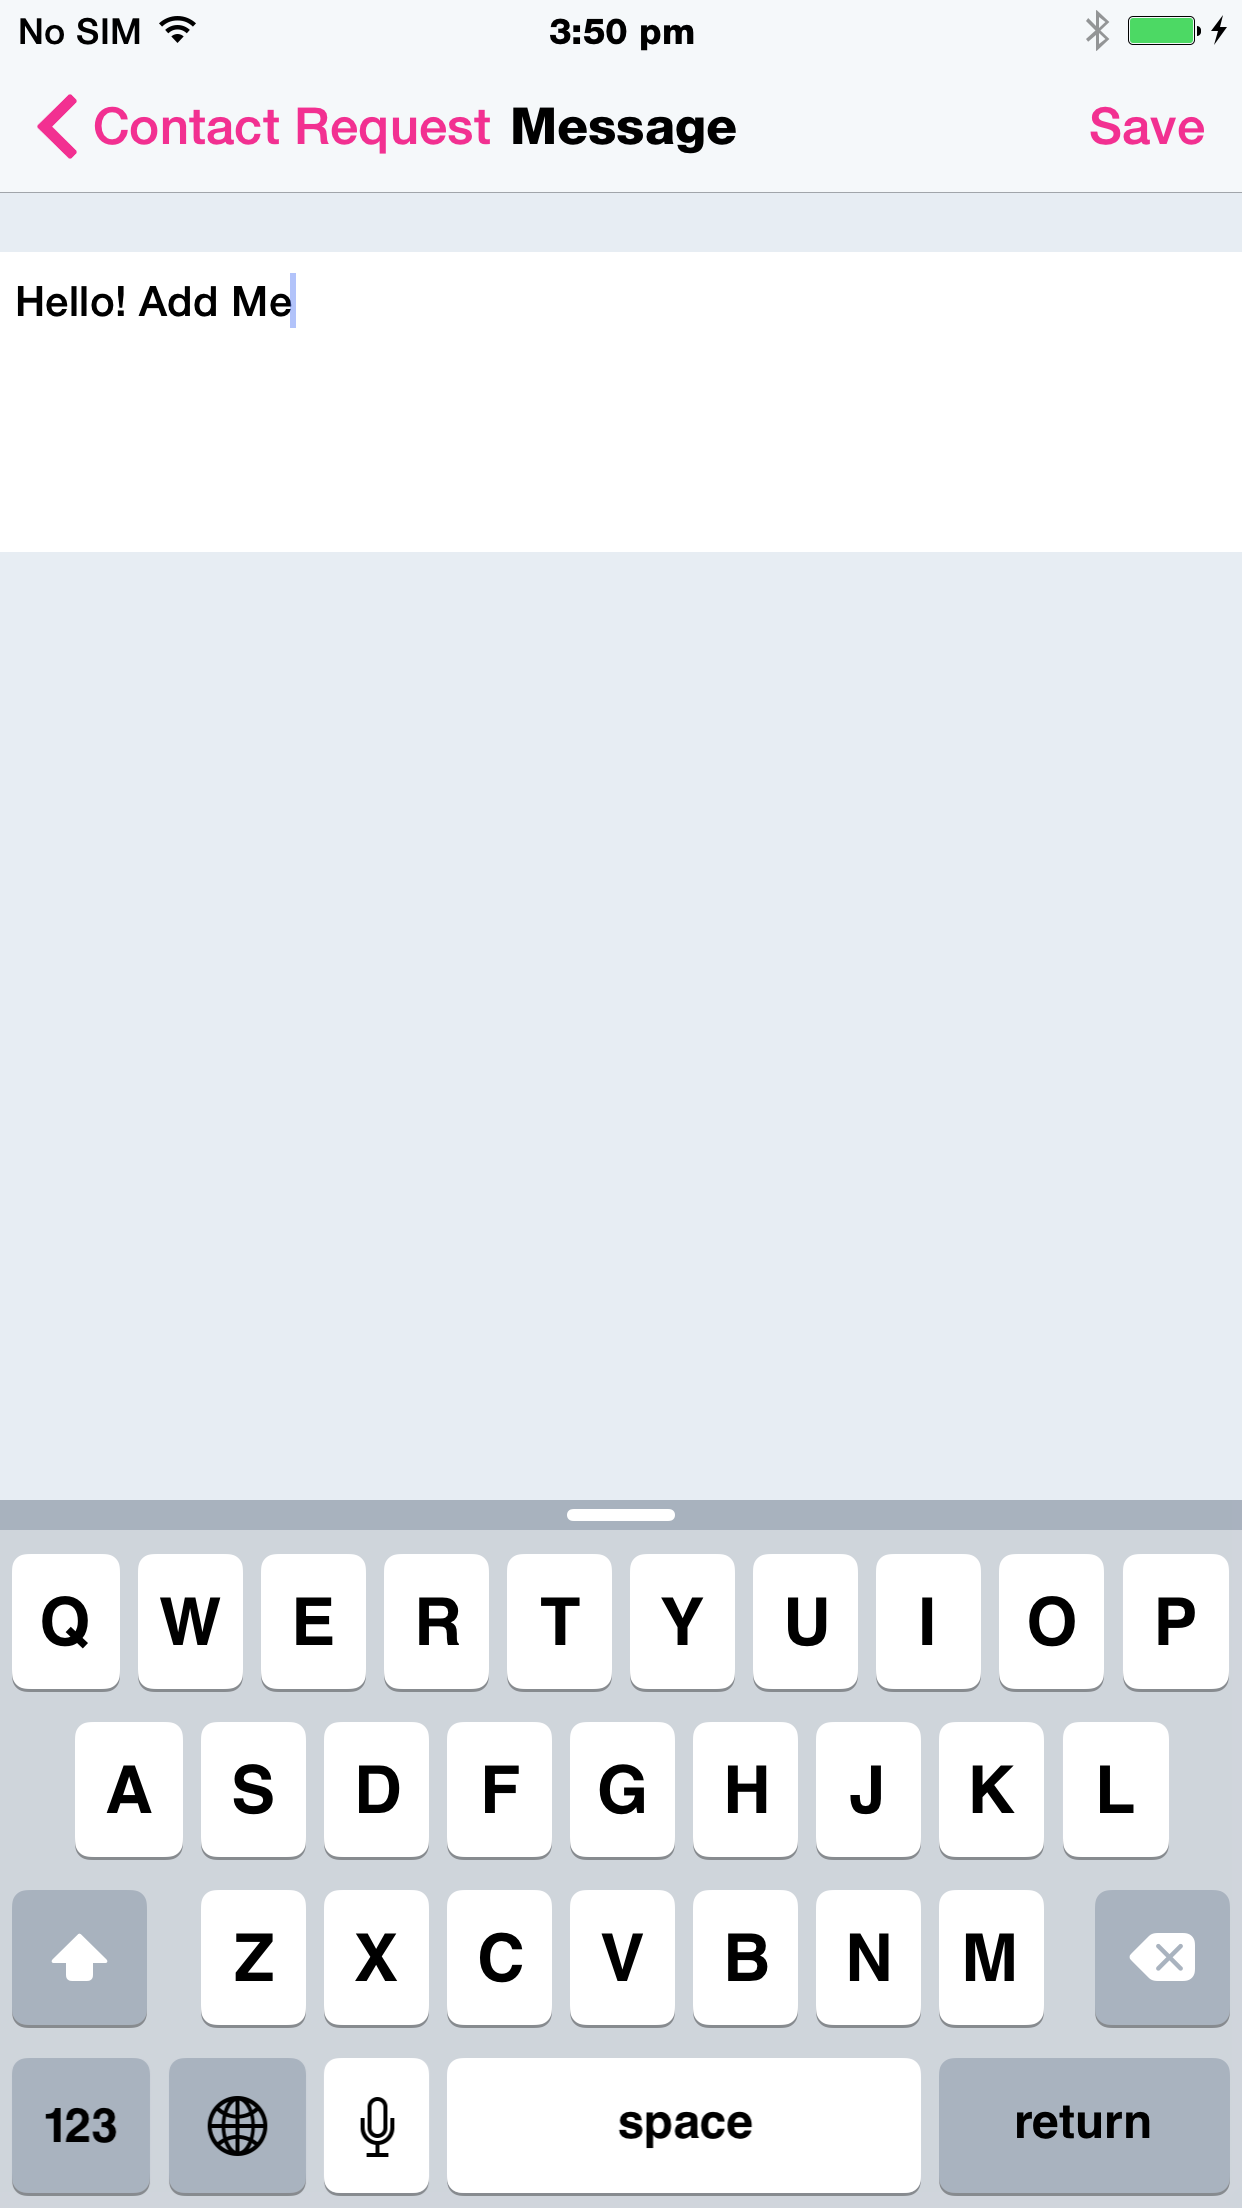 No SIM 3:50 pm
Contact Request Message Save
Hello! Add Me
Q W E R T Y U I O P
A S D F G H J K L
Z X C V B N M
123 space return